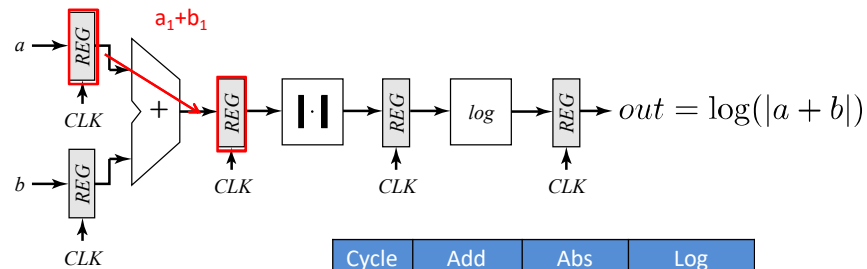 a₁+b₁
a
REG
CLK
b
REG
CLK
+
REG
CLK
|·|
REG
CLK
log
REG
CLK
out = log(|a + b|)
Cycle Add Abs Log